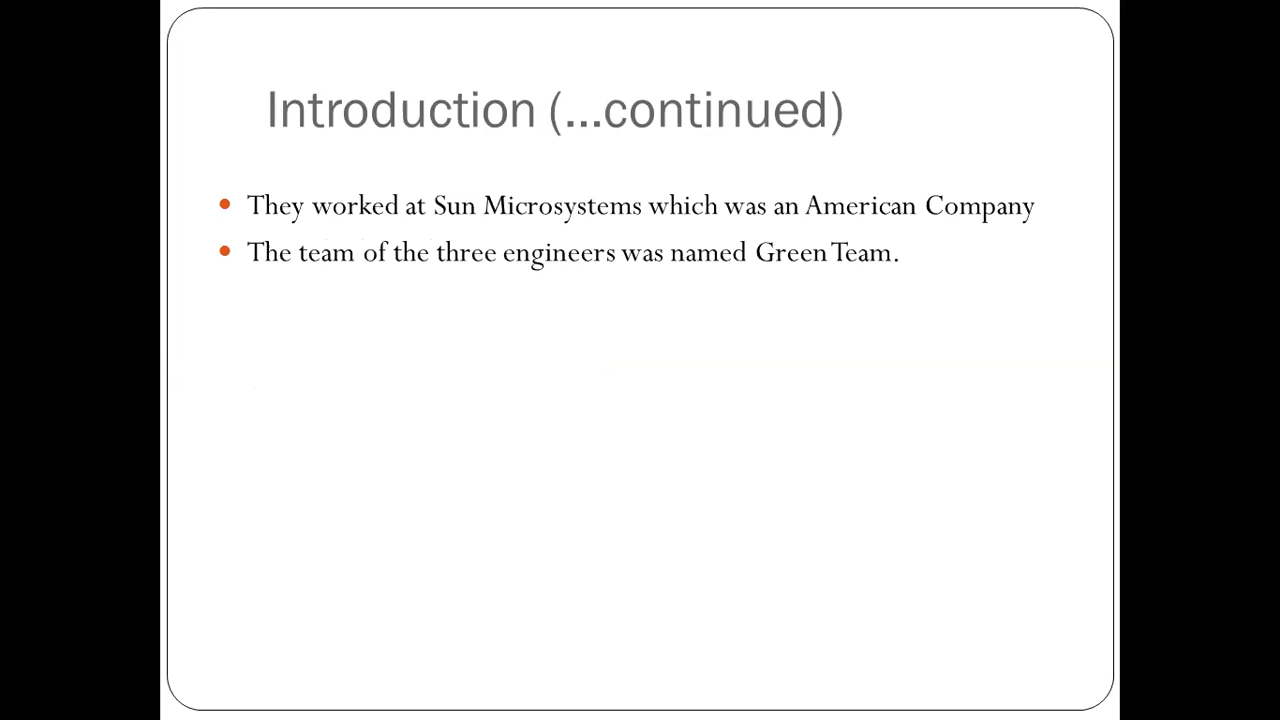 Introduction (...continued)
They worked at Sun Microsystems which was an American Company
The team of the three engineers was named Green Team.